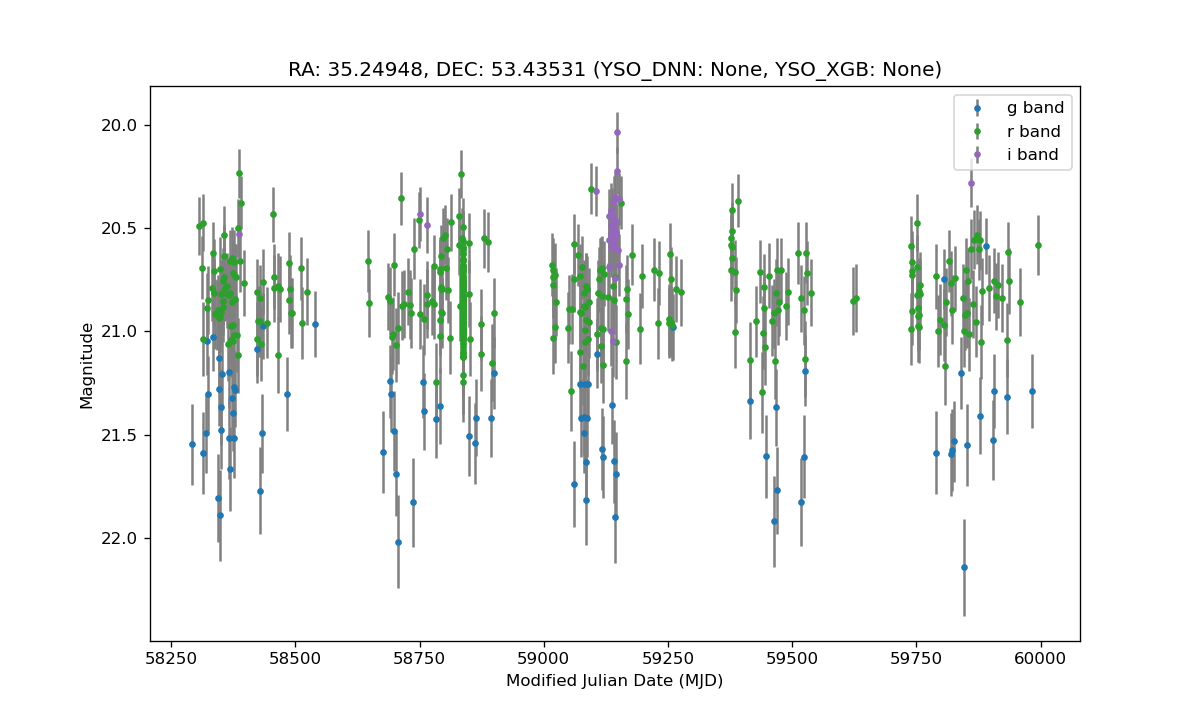 RA: 35.24948, DEC: 53.43531 (YSO_DNN: None, YSO_XGB: None)
g band
r band
i band
20.0
20.5
21.0
21.5
22.0
Magnitude
58250 58500 58750 59000 59250 59500 59750 60000
Modified Julian Date (MJD)